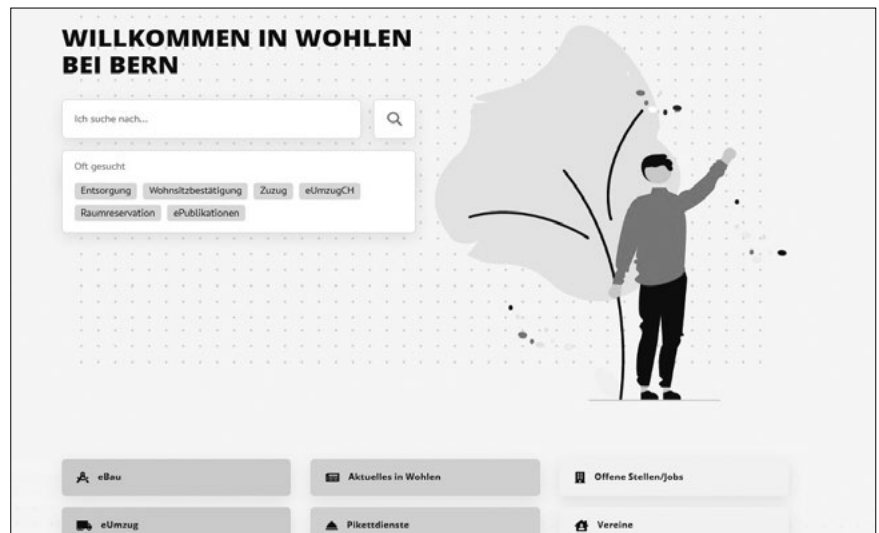 WILLKOMMEN IN WOHLEN
BEI BERN
Ich suche nach...
Oft gesucht
Entsorgung Wohnsitzbestätigung Zuzug eUmzugCH
Raumreservation ePublikationen
eBau Aktuelles in Wohlen Offene Stellen/Jobs
eUmzug Pikettdienste Vereine